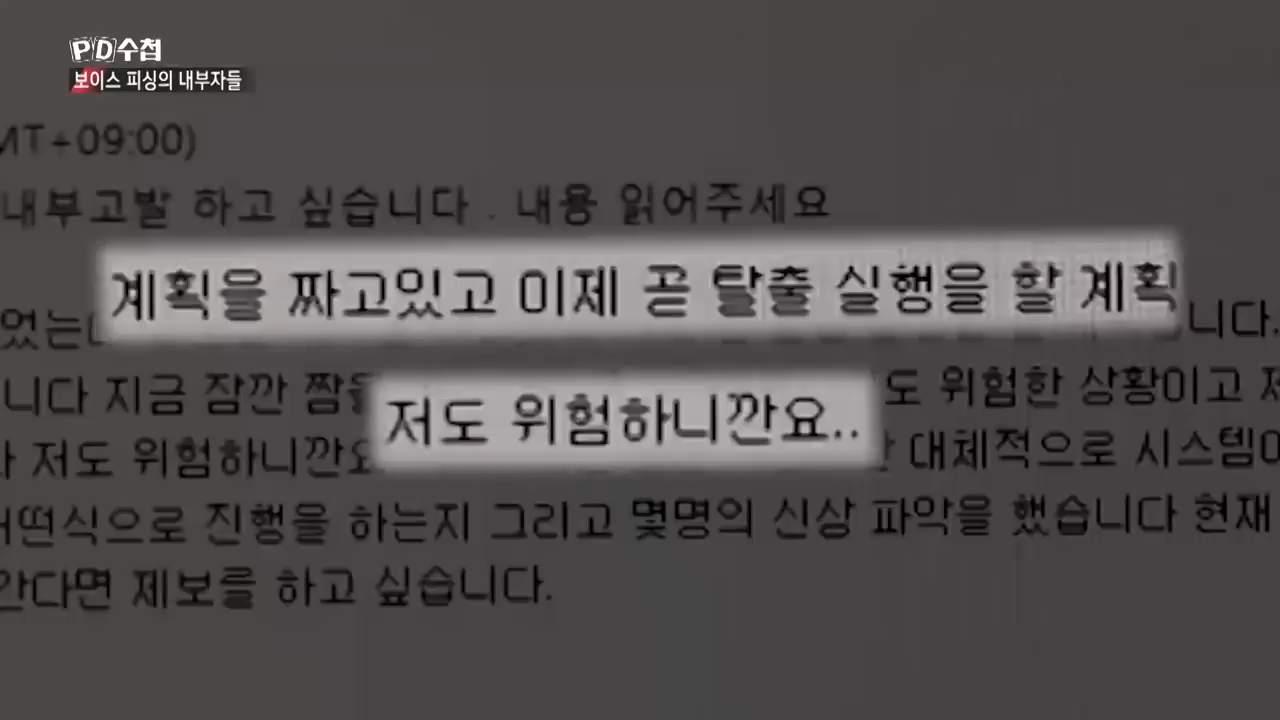 PD수첩
보이스 피싱의 내부자들
MT+09:00)
내부고발 하고 싶습니다 . 내용 읽어주세요
계획을 짜고있고 이제 곧 탈출 실행을 할 계획
었는 니다.
니다 지금 잠깐 짬을 도 위험한 상황이고
저도 위험하니깐요..
저도 위험하니깐요 대체적으로 시스템
떤식으로 진행을 하는지 그리고 몇명의 신상 파악을 했습니다 현재
간다면 제보를 하고 싶습니다.